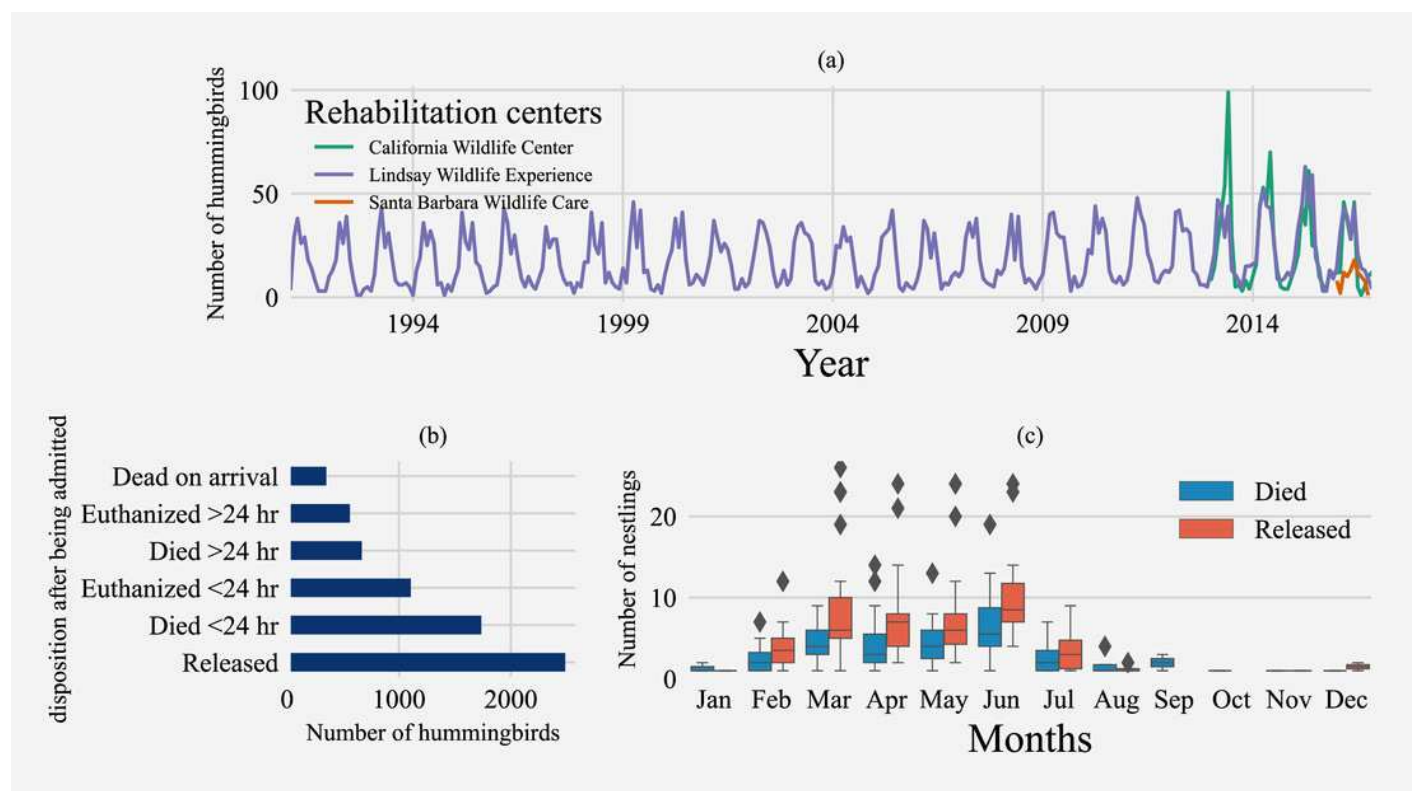 (a)
Number of hummingbirds
100
50
0
Rehabilitation centers
California Wildlife Center
Lindsay Wildlife Experience
Santa Barbara Wildlife Care
1994 1999 2004 2009 2014
Year
(b)
disposition after being admitted
Dead on arrival
Euthanized >24 hr
Died >24 hr
Euthanized <24 hr
Died <24 hr
Released
0 1000 2000
Number of hummingbirds
(c)
Number of nestlings
20
10
0
Died
Released
Jan Feb Mar Apr May Jun Jul Aug Sep Oct Nov Dec
Months